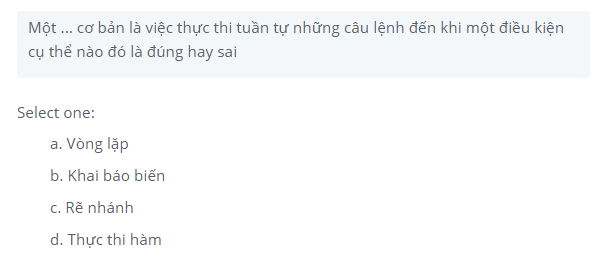 Một ... cơ bản là việc thực thi tuần tự những câu lệnh đến khi một điều kiện
cụ thể nào đó là đúng hay sai
Select one:
a. Vòng lặp
b. Khai báo biến
c. Rẽ nhánh
d. Thực thi hàm